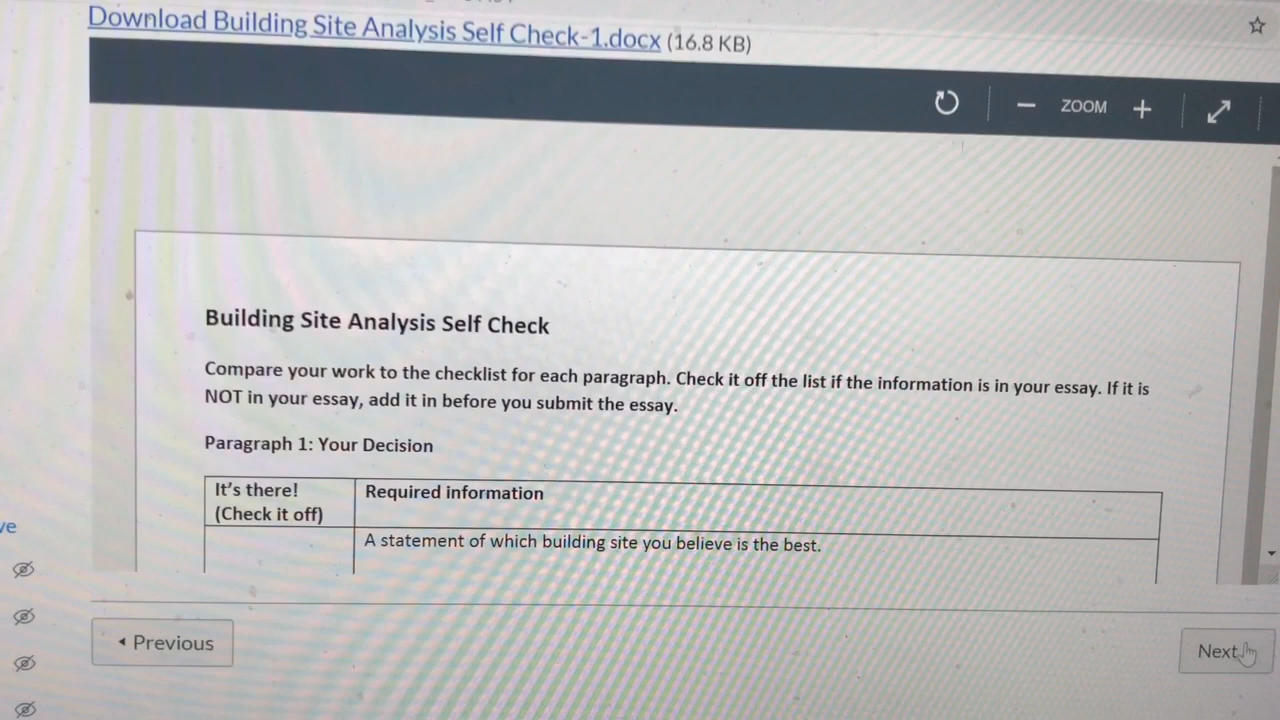 Download Building Site Analysis Self Check-1.docx (16.8 KB)
ZOOM
Building Site Analysis Self Check
Compare your work to the checklist for each paragraph. Check it off the list if the information is in your essay. If it is
NOT in your essay, add it in before you submit the essay.
Paragraph 1: Your Decision
It's there!
(Check it off)
Required information
A statement of which building site you believe is the best.
◂ Previous
Next